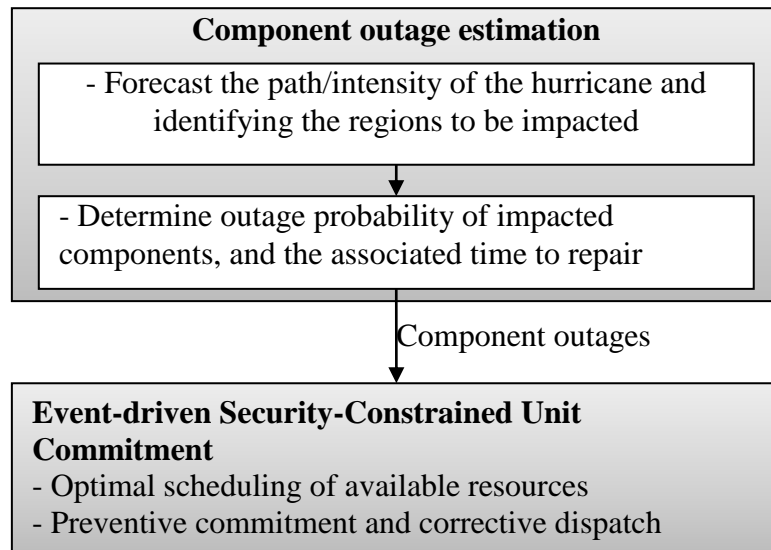 Component outage estimation
- Forecast the path/intensity of the hurricane and
identifying the regions to be impacted
- Determine outage probability of impacted
components, and the associated time to repair
Component outages
Event-driven Security-Constrained Unit
Commitment
- Optimal scheduling of available resources
- Preventive commitment and corrective dispatch